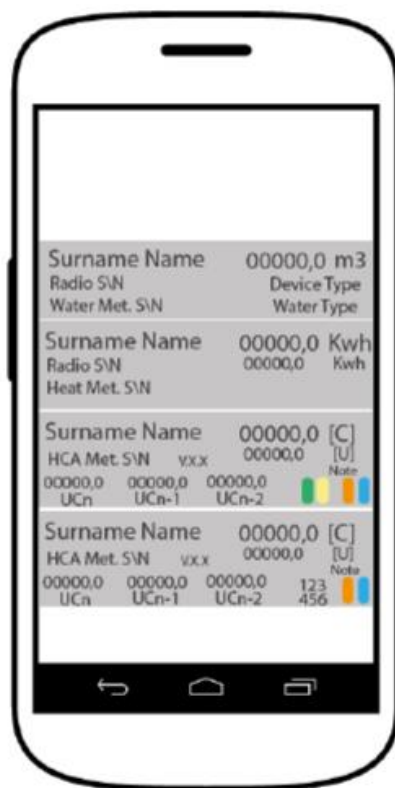 Surname Name 00000,0 m3
Radio S\N Device Type
Water Met. S\N Water Type
Surname Name 00000,0 Kwh
Radio S\N 00000,0 Kwh
Heat Met. S\N
Surname Name 00000,0 [C]
HCA Met. S\N v.x.x 00000,0 [U]
Note
00000,0 00000,0 00000,0
UCn UCn-1 UCn-2
Surname Name 00000,0 [C]
HCA Met. S\N v.x.x 00000,0 [U]
Note
00000,0 00000,0 00000,0 123
UCn UCn-1 UCn-2 456